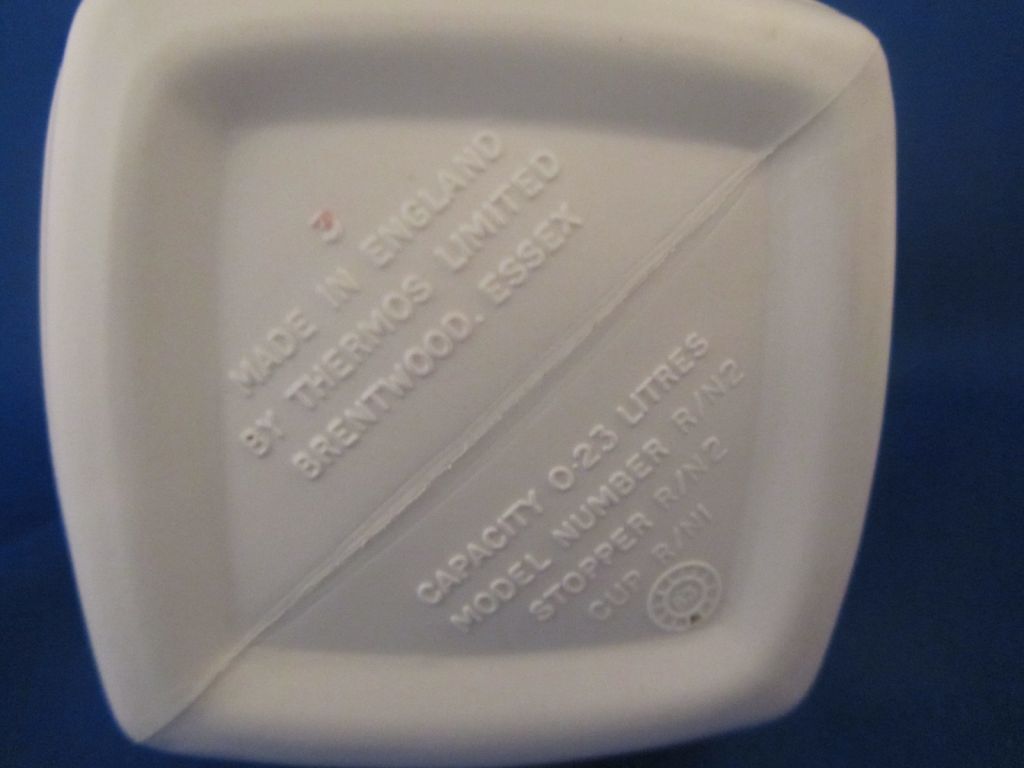 3
MADE IN ENGLAND
BY THERMOS LIMITED
BRENTWOOD. ESSEX
CAPACITY 0·23 LITRES
MODEL NUMBER R/N2
STOPPER R/N2
CUP R/N1